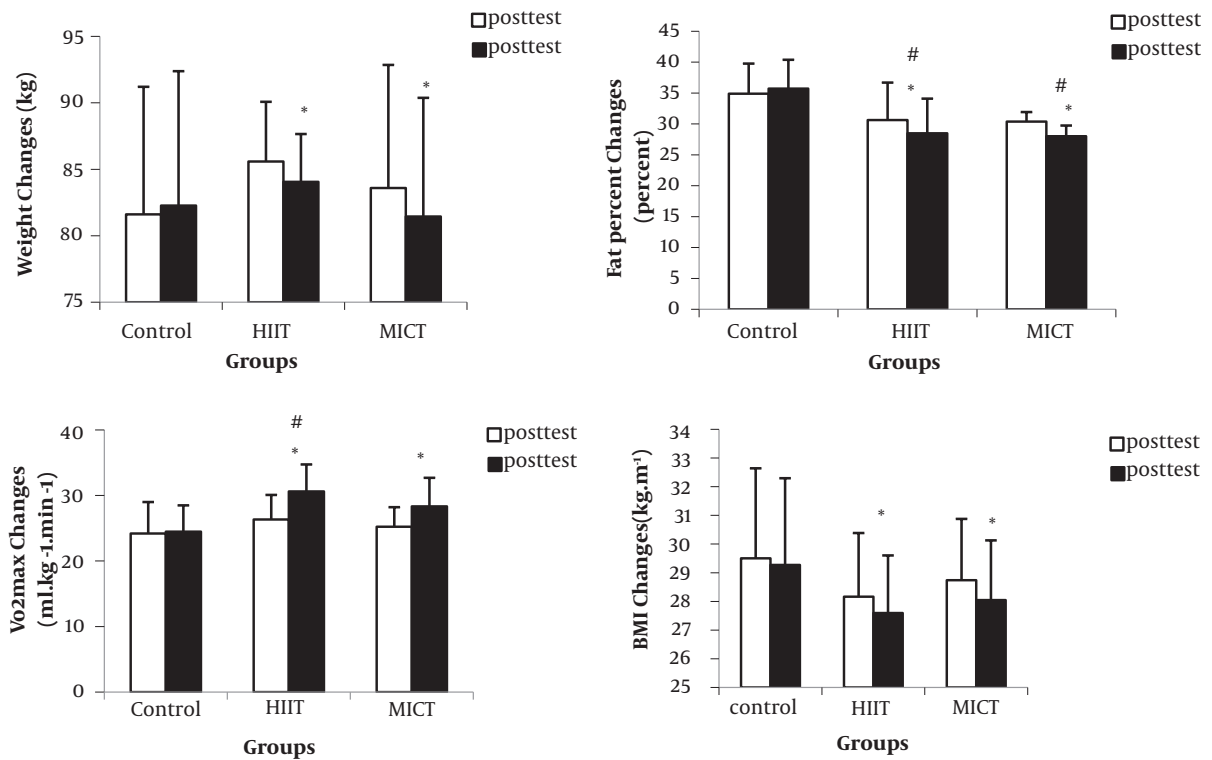 posttest
posttest
Weight Changes (kg)
95
90
85
80
75
*
*
Control HIIT MICT
Groups
posttest
posttest
Fat percent Changes
(percent)
45
40
35
30
25
20
15
10
5
0
#
*
#
*
Control HIIT MICT
Groups
posttest
posttest
Vo2max Changes
(ml.kg -1.min -1)
40
30
20
10
0
#
*
*
Control HIIT MICT
Groups
posttest
posttest
BMI Changes(kg.m-1)
34
33
32
31
30
29
28
27
26
25
*
*
control HIIT MICT
Groups